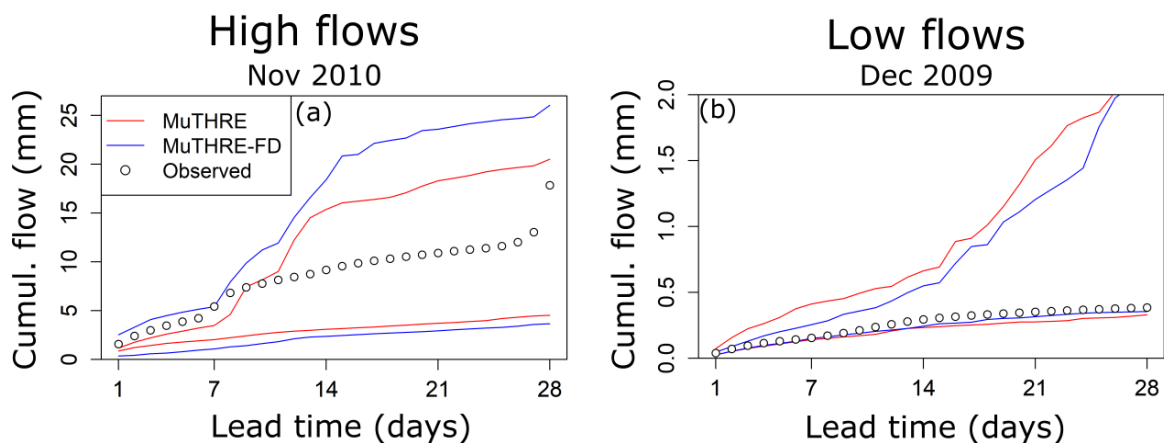 High flows
Nov 2010
(a)
MuTHRE
MuTHRE-FD
Observed
Cumul. flow (mm)
0
5
10
15
20
25
1 7 14 21 28
Lead time (days)
Low flows
Dec 2009
(b)
Cumul. flow (mm)
0.0
0.5
1.0
1.5
2.0
1 7 14 21 28
Lead time (days)